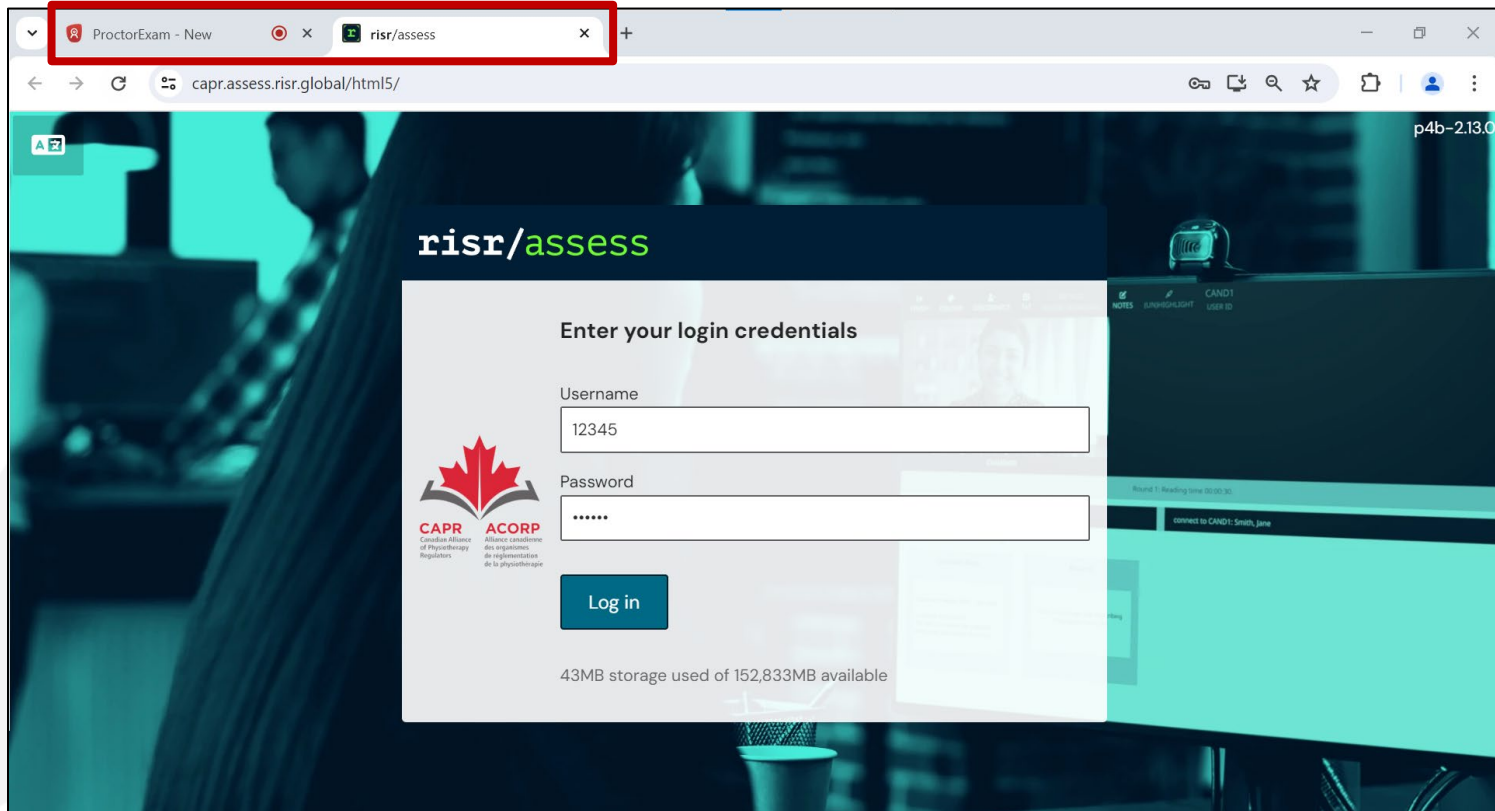 ProctorExam - New
risr/assess
capr.assess.risr.global/html5/
p4b-2.13.0
risr/assess
NOTES
(UN)HIGHLIGHT
CAND1
USER ID
Enter your login credentials
Username
12345
Password
••••••
Round 1: Reading time 00:00:30.
connect to CAND1: Smith, Jane
CAPR
Canadian Alliance
of Physiotherapy
Regulators
ACORP
Alliance canadienne
des organismes
de réglementation
de la physiothérapie
Log in
43MB storage used of 152,833MB available